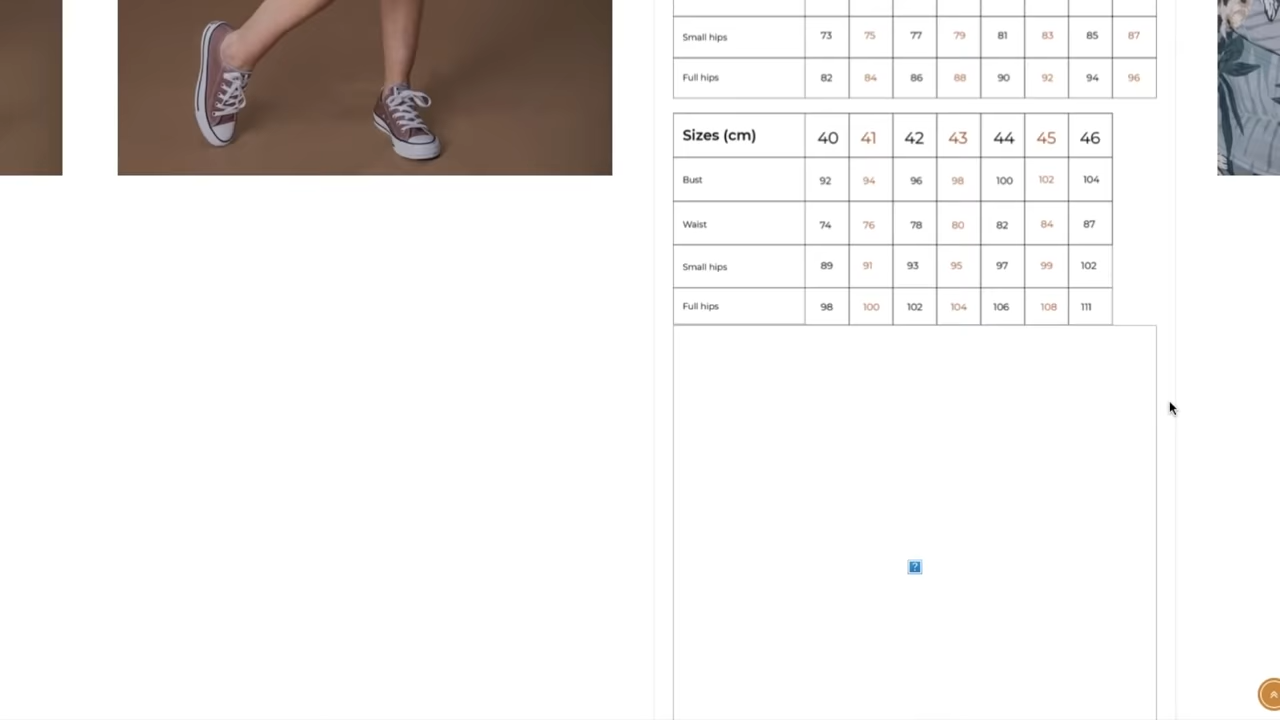 Small hips 73 75 77 79 81 83 85 87
Full hips 82 84 86 88 90 92 94 96
Sizes (cm) 40 41 42 43 44 45 46
Bust 92 94 96 98 100 102 104
Waist 74 76 78 80 82 84 87
Small hips 89 91 93 95 97 99 102
Full hips 98 100 102 104 106 108 111
?